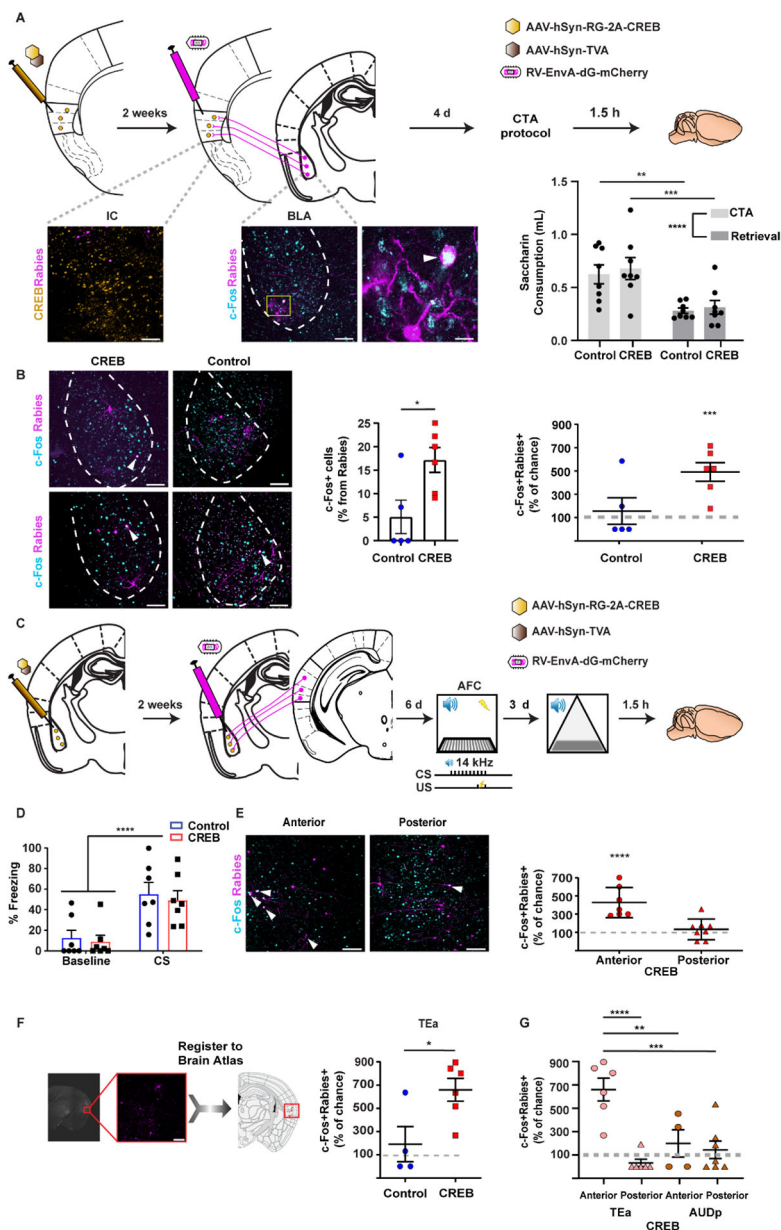 A
AAV-hSyn-RG-2A-CREB
AAV-hSyn-TVA
RV-EnvA-dG-mCherry
2 weeks
4 d
CTA
protocol
1.5 h
IC
BLA
CREB Rabies
c-Fos Rabies
Saccharin
Consumption (mL)
1.5
1.0
0.5
0.0
**
***
****
CTA
Retrieval
Control CREB
Control CREB
B
CREB
Control
c-Fos Rabies
c-Fos Rabies
c-Fos+ cells
(% from Rabies)
25
20
15
10
5
0
*
Control CREB
c-Fos+Rabies+
(% of chance)
900
700
500
300
100
***
Control
CREB
C
AAV-hSyn-RG-2A-CREB
AAV-hSyn-TVA
RV-EnvA-dG-mCherry
2 weeks
6 d
AFC
3 d
1.5 h
14 kHz
CS
US
D
Control
CREB
% Freezing
100
80
60
40
20
0
****
Baseline
CS
E
Anterior
Posterior
c-Fos Rabies
c-Fos+Rabies+
(% of chance)
700
500
300
100
****
Anterior
Posterior
CREB
F
Register to
Brain Atlas
TEa
c-Fos+Rabies+
(% of chance)
900
700
500
300
100
*
Control
CREB
G
****
**
***
c-Fos+Rabies+
(% of chance)
900
700
500
300
100
Anterior Posterior Anterior Posterior
TEa
AUDp
CREB